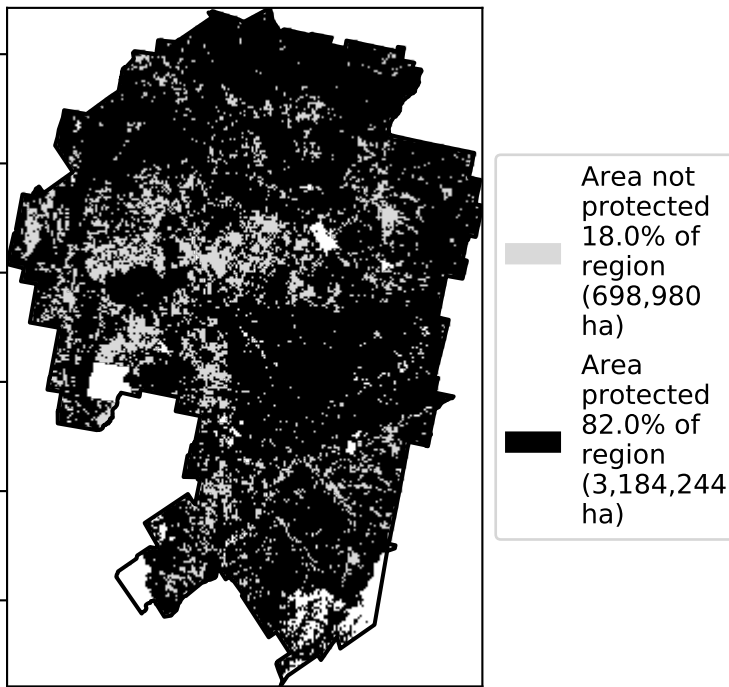 Area not
protected
18.0% of
region
(698,980
ha)
Area
protected
82.0% of
region
(3,184,244
ha)